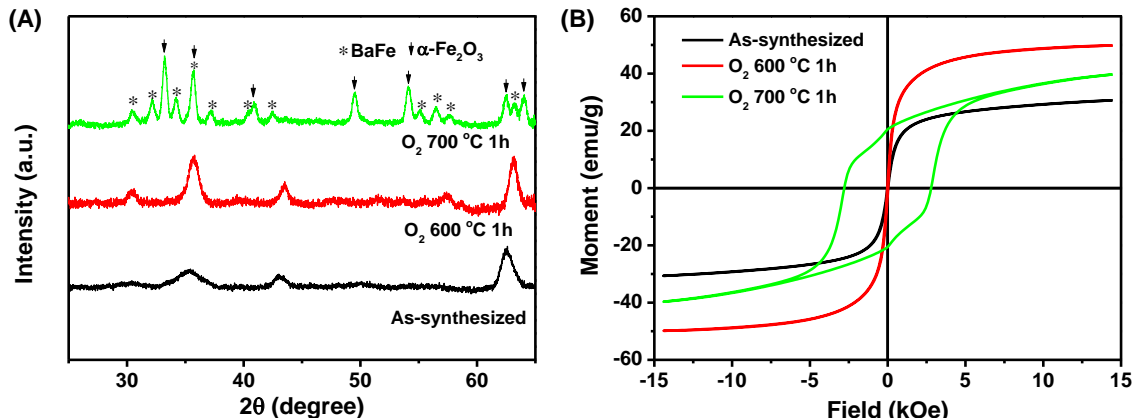 (A)
*BaFe
α-Fe₂O₃
* * * * * * * * * * *
O₂ 700 °C 1h
O₂ 600 °C 1h
As-synthesized
Intensity (a.u.)
30 40 50 60
2θ (degree)
(B)
60
40
20
0
-20
-40
-60
Moment (emu/g)
As-synthesized
O₂ 600 °C 1h
O₂ 700 °C 1h
-15 -10 -5 0 5 10 15
Field (kOe)